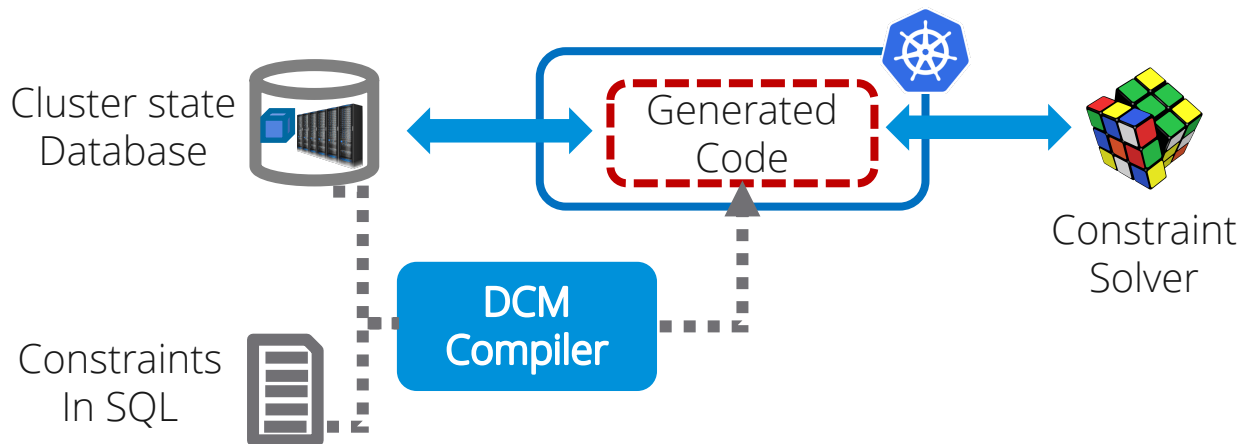 Cluster state
Database
Generated
Code
Constraint
Solver
DCM
Compiler
Constraints
In SQL